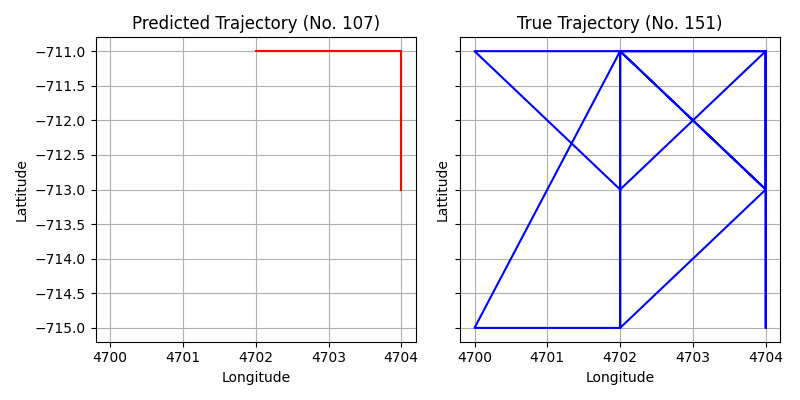 Predicted Trajectory (No. 107)
True Trajectory (No. 151)
−711.0
−711.5
−712.0
−712.5
−713.0
−713.5
−714.0
−714.5
−715.0
Lattitude
Lattitude
4700 4701 4702 4703 4704
4700 4701 4702 4703 4704
Longitude
Longitude